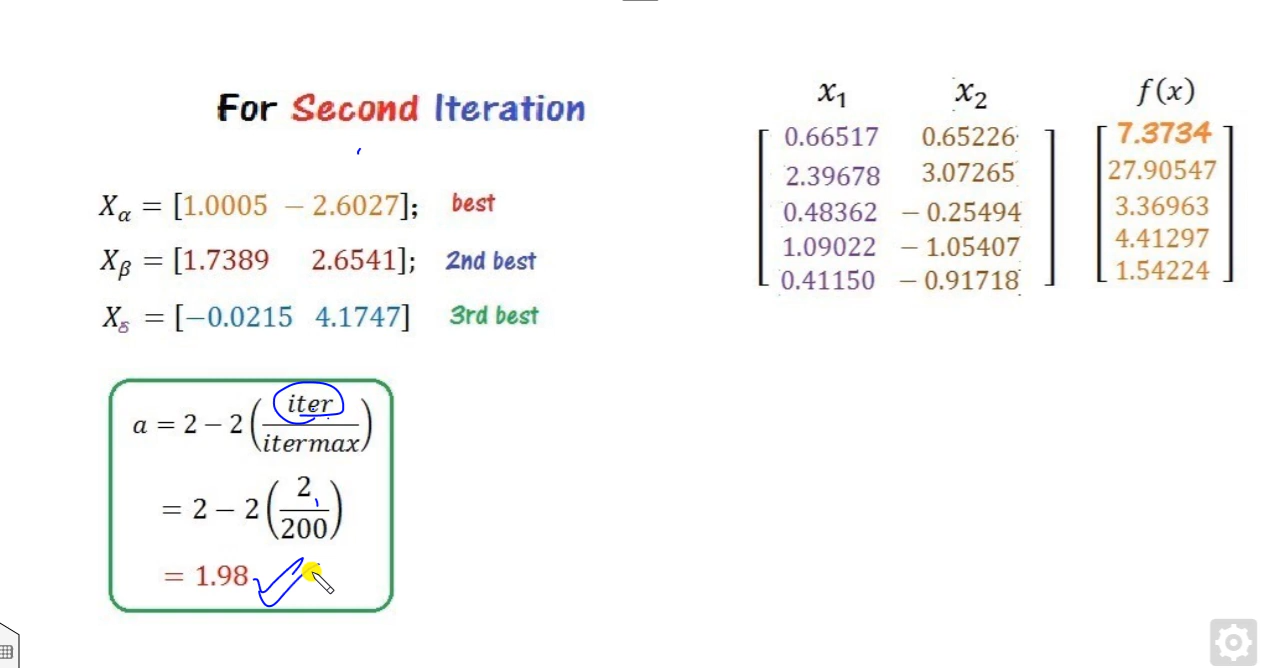 For Second Iteration
X_α = [1.0005 − 2.6027]; best
X_β = [1.7389 2.6541]; 2nd best
X_δ = [−0.0215 4.1747] 3rd best
a = 2 − 2(iter/itermax)
= 2 − 2(2/200)
= 1.98
x₁ x₂ f(x)
0.66517 0.65226 7.3734
2.39678 3.07265 27.90547
0.48362 − 0.25494 3.36963
1.09022 − 1.05407 4.41297
0.41150 − 0.91718 1.54224